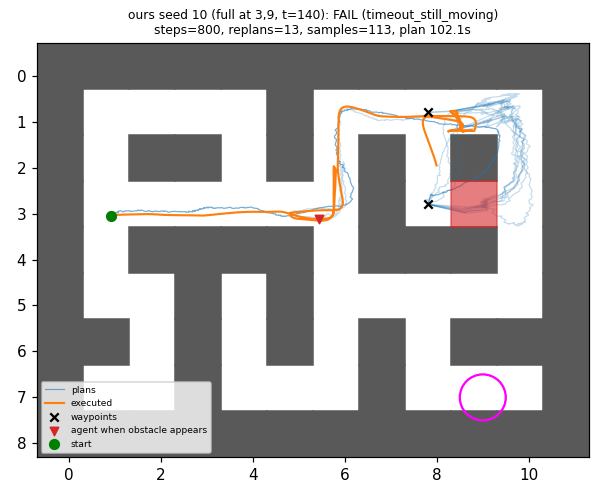 ours seed 10 (full at 3,9, t=140): FAIL (timeout_still_moving)
steps=800, replans=13, samples=113, plan 102.1s
0
1
2
3
4
5
6
7
8
plans
executed
waypoints
agent when obstacle appears
start
0 2 4 6 8 10